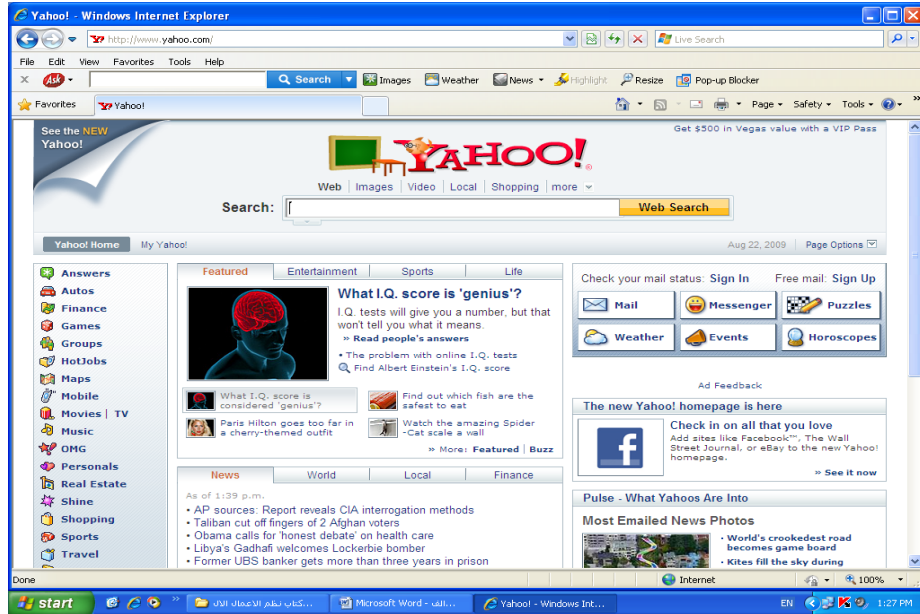 Yahoo! - Windows Internet Explorer
http://www.yahoo.com/
Live Search
File Edit View Favorites Tools Help
Ask Search Images Weather News Highlight Resize Pop-up Blocker
Favorites Yahoo! Page Safety Tools
See the NEW
Yahoo!
Get $500 in Vegas value with a VIP Pass
YAHOO!
Web Images Video Local Shopping more
Search: Web Search
Yahoo! Home My Yahoo! Aug 22, 2009 Page Options
Answers
Autos
Finance
Games
Groups
HotJobs
Maps
Mobile
Movies | TV
Music
OMG
Personals
Real Estate
Shine
Shopping
Sports
Travel
Featured Entertainment Sports Life
What I.Q. score is 'genius'?
I.Q. tests will give you a number, but that
won't tell you what it means.
» Read people's answers
• The problem with online I.Q. tests
Find Albert Einstein's I.Q. score
What I.Q. score is
considered 'genius'?
Find out which fish are the
safest to eat
Paris Hilton goes too far in
a cherry-themed outfit
Watch the amazing Spider
-Cat scale a wall
» More: Featured | Buzz
News World Local Finance
As of 1:39 p.m.
• AP sources: Report reveals CIA interrogation methods
• Taliban cut off fingers of 2 Afghan voters
• Obama calls for 'honest debate' on health care
• Libya's Gadhafi welcomes Lockerbie bomber
• Former UBS banker gets more than three years in prison
Check your mail status: Sign In Free mail: Sign Up
Mail Messenger Puzzles
Weather Events Horoscopes
Ad Feedback
The new Yahoo! homepage is here
Check in on all that you love
Add sites like Facebook™, The Wall
Street Journal, or eBay to the new Yahoo!
homepage.
» See it now
Pulse - What Yahoos Are Into
Most Emailed News Photos
• World's crookedest road
becomes game board
• Kites fill the sky during
Done Internet 100%
start » كتاب نظم الاعمال الال... Microsoft Word - الف... Yahoo! - Windows Int... EN 1:27 PM